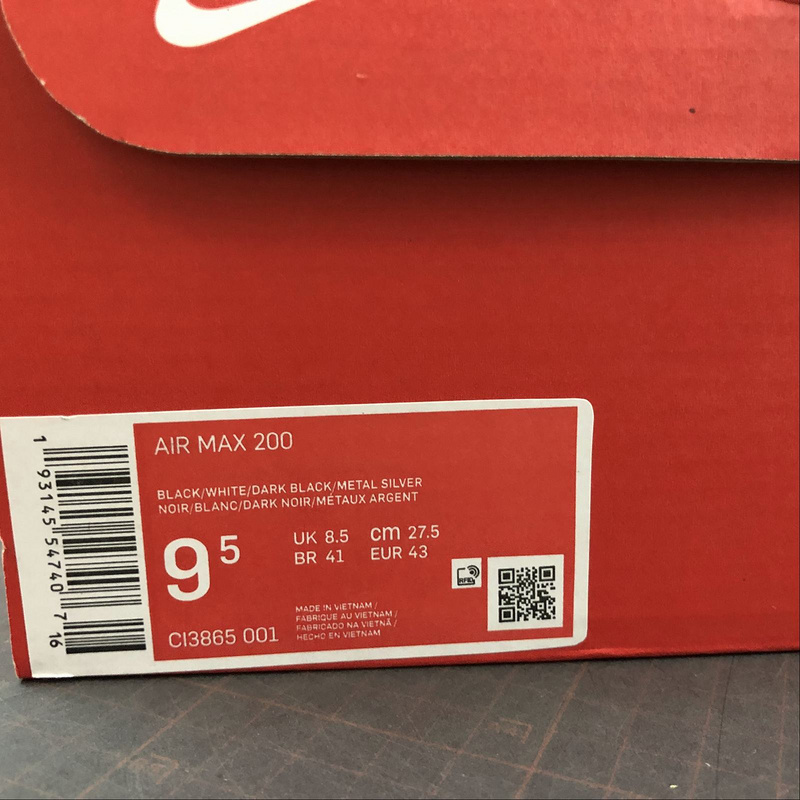 AIR MAX 200
BLACK/WHITE/DARK BLACK/METAL SILVER
NOIR/BLANC/DARK NOIR/MÉTAUX ARGENT
9 5
UK 8.5 cm 27.5
BR 41 EUR 43
RFID
CI3865 001
MADE IN VIETNAM /
FABRIQUE AU VIETNAM /
FABRICADO NA VIETNÃ /
HECHO EN VIETNAM
1 93145 54740 7 16